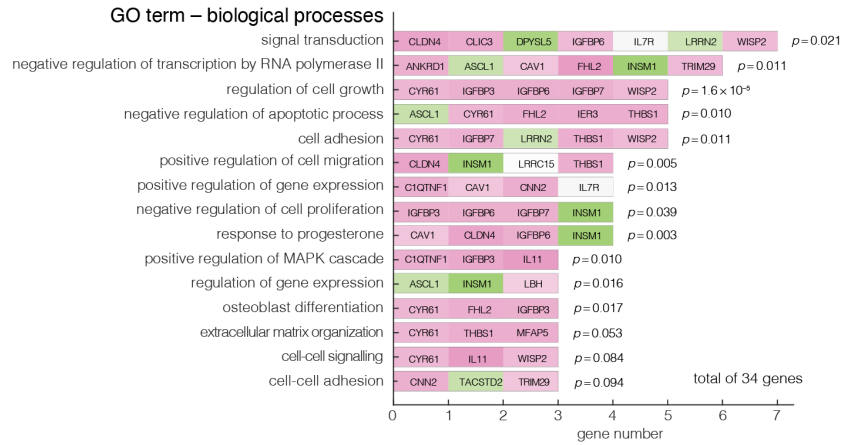 GO term – biological processes
signal transduction CLDN4 CLIC3 DPYSL5 IGFBP6 IL7R LRRN2 WISP2 p=0.021
negative regulation of transcription by RNA polymerase II ANKRD1 ASCL1 CAV1 FHL2 INSM1 TRIM29 p=0.011
regulation of cell growth CYR61 IGFBP3 IGFBP6 IGFBP7 WISP2 p=1.6×10⁻⁵
negative regulation of apoptotic process ASCL1 CYR61 FHL2 IER3 THBS1 p=0.010
cell adhesion CYR61 IGFBP7 LRRN2 THBS1 WISP2 p=0.011
positive regulation of cell migration CLDN4 INSM1 LRRC15 THBS1 p=0.005
positive regulation of gene expression C1QTNF1 CAV1 CNN2 IL7R p=0.013
negative regulation of cell proliferation IGFBP3 IGFBP6 IGFBP7 INSM1 p=0.039
response to progesterone CAV1 CLDN4 IGFBP6 INSM1 p=0.003
positive regulation of MAPK cascade C1QTNF1 IGFBP3 IL11 p=0.010
regulation of gene expression ASCL1 INSM1 LBH p=0.016
osteoblast differentiation CYR61 FHL2 IGFBP3 p=0.017
extracellular matrix organization CYR61 THBS1 MFAP5 p=0.053
cell-cell signalling CYR61 IL11 WISP2 p=0.084
cell-cell adhesion CNN2 TACSTD2 TRIM29 p=0.094 total of 34 genes
0 1 2 3 4 5 6 7
gene number